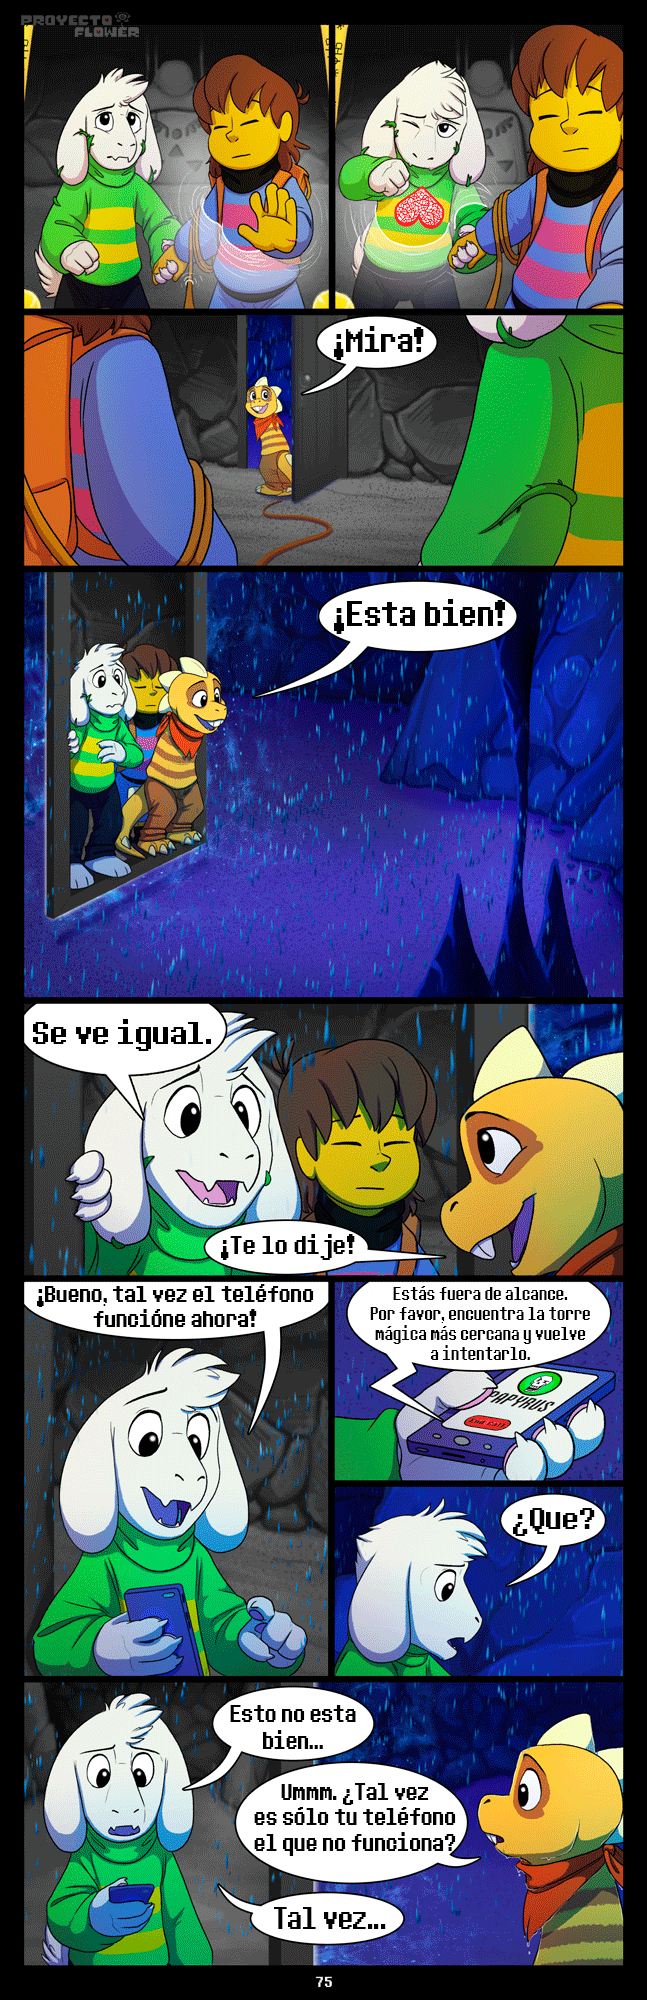 PROYECTO
FLOWER
¡Mira!
¡Esta bien!
Se ve igual.
¡Te lo dije!
¡Bueno, tal vez el teléfono
funcióne ahora!
Estás fuera de alcance.
Por favor, encuentra la torre
mágica más cercana y vuelve
a intentarlo.
PAPYRUS
End Call
¿Que?
Esto no esta
bien...
Ummm. ¿Tal vez
es sólo tu teléfono
el que no funciona?
Tal vez...
75